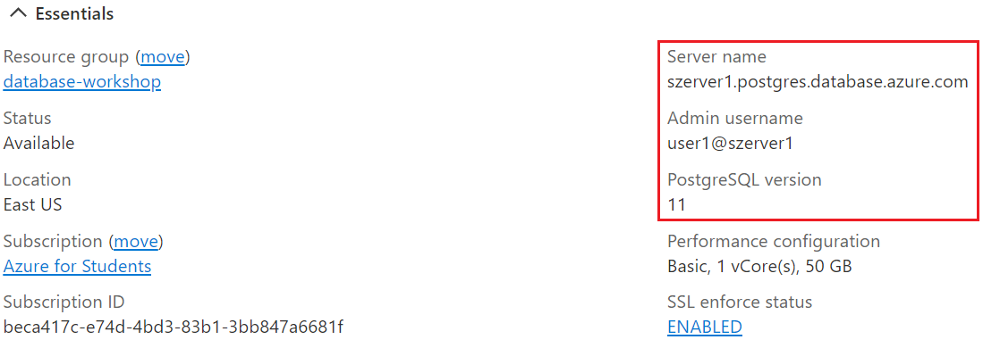 Essentials
Resource group (move)
database-workshop
Status
Available
Location
East US
Subscription (move)
Azure for Students
Subscription ID
beca417c-e74d-4bd3-83b1-3bb847a6681f
Server name
szerver1.postgres.database.azure.com
Admin username
user1@szerver1
PostgreSQL version
11
Performance configuration
Basic, 1 vCore(s), 50 GB
SSL enforce status
ENABLED